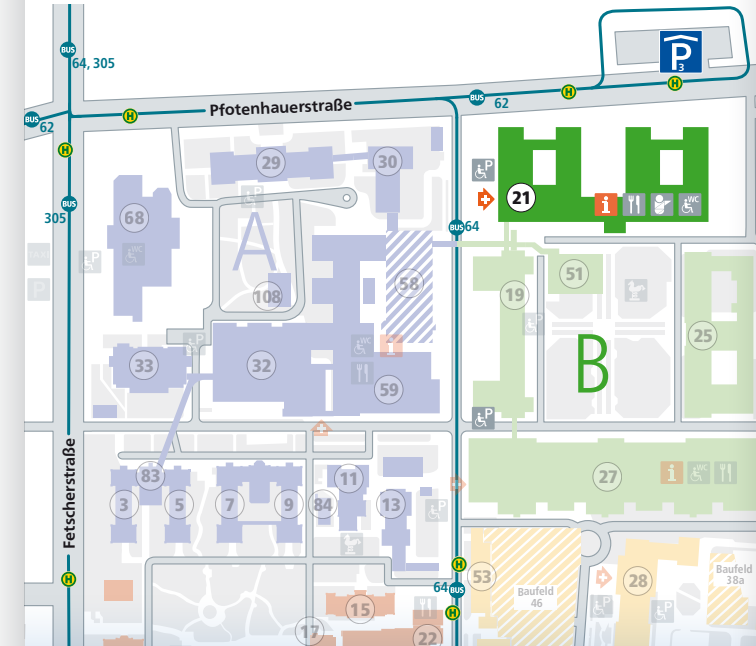 BUS
64, 305
P
3
BUS
62
H
H
Pfotenhauerstraße
BUS
62
H
H
H
29
30
P
21
i
WC
BUS
305
68
WC
P
P
A
BUS
64
108
58
51
19
P
25
P
33
32
WC
i
59
B
P
Fetscherstraße
83
3
5
7
9
84
11
13
P
27
i
WC
P
H
H
64
BUS
H
53
Baufeld
46
28
P
P
Baufeld
38a
15
17
22